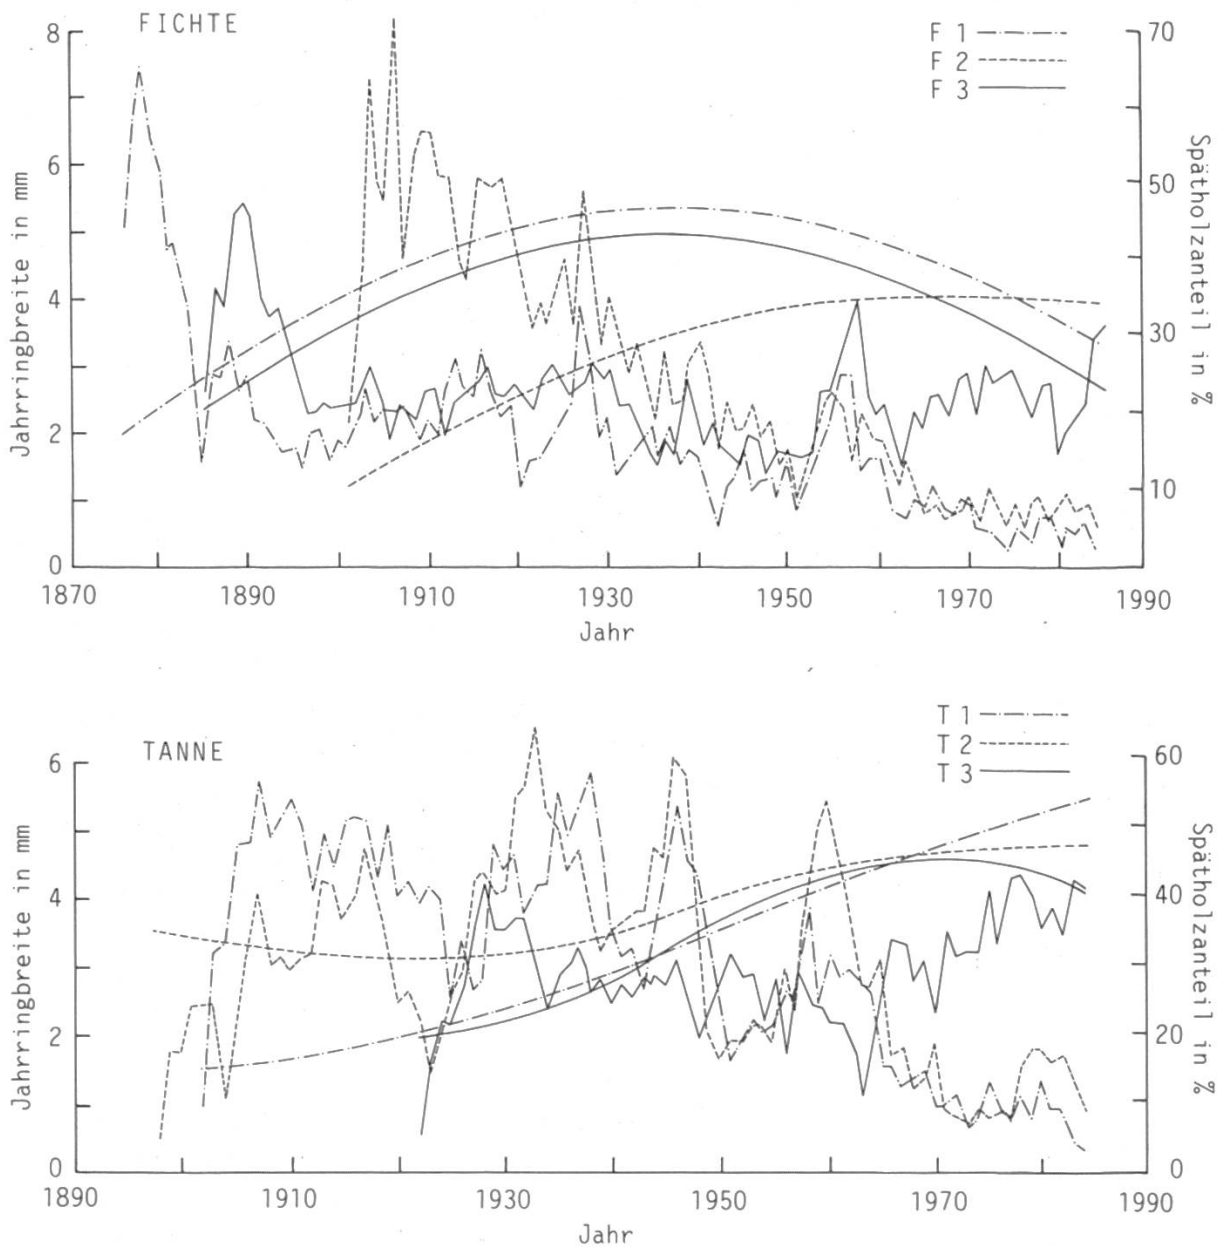 FICHTE
F 1
F 2
F 3
8
6
4
2
0
Jahrringbreite in mm
70
50
30
10
Spätholzanteil in %
1870 1890 1910 1930 1950 1970 1990
Jahr
TANNE
T 1
T 2
T 3
6
4
2
0
Jahrringbreite in mm
60
40
20
0
Spätholzanteil in %
1890 1910 1930 1950 1970 1990
Jahr